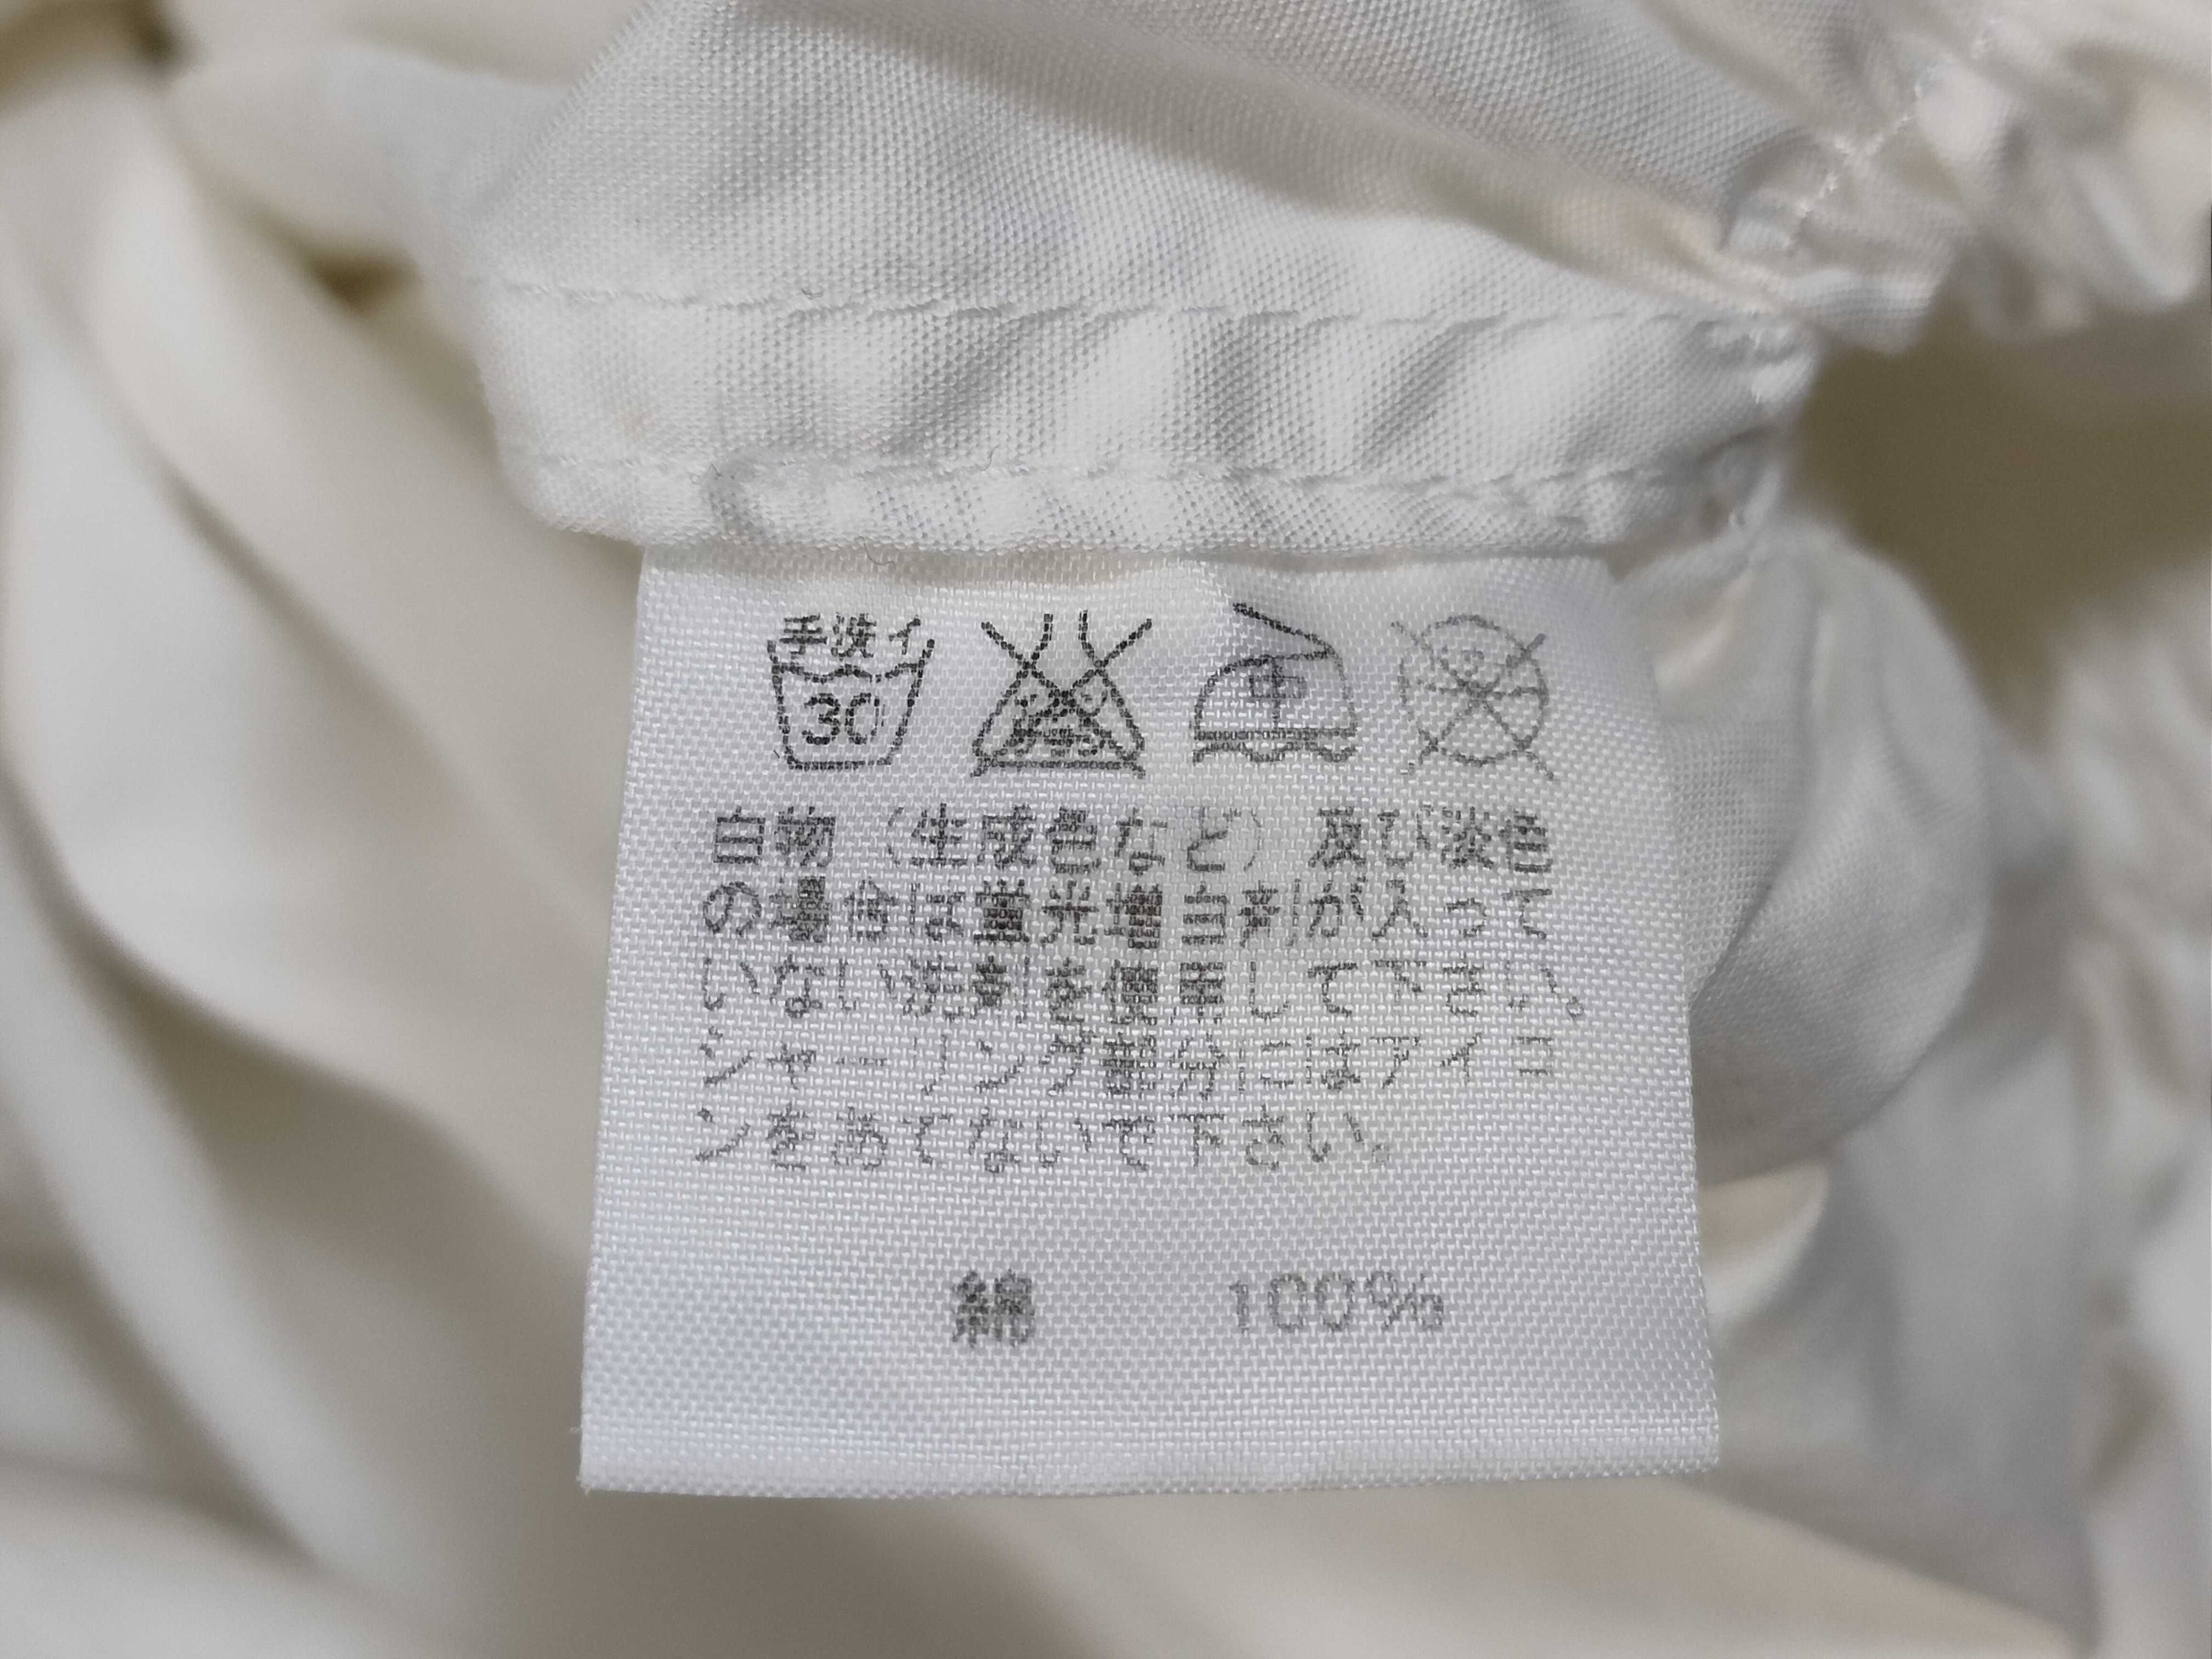 手洗イ
30
中
白物（生成色など）及び淡色
の場合は蛍光増白剤が入って
いない洗剤を使用して下さい。
シャーリング部分にはアイロ
ンをあてないで下さい。
綿 100%